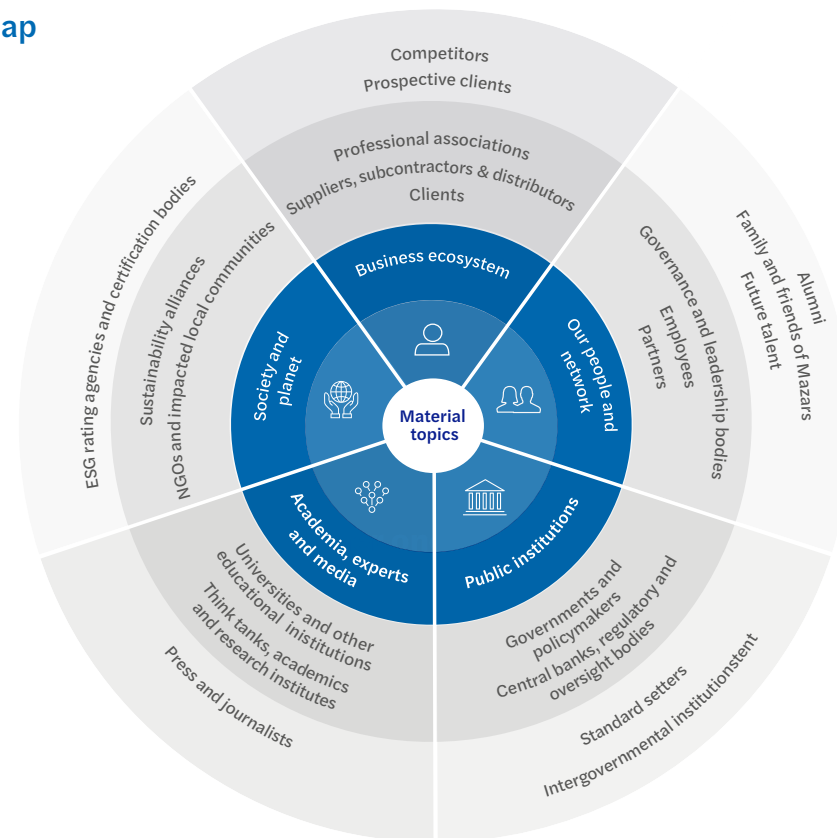 ap
Competitors
Prospective clients
Professional associations
Suppliers, subcontractors & distributors
Clients
Business ecosystem
Alumni
Family and friends of Mazars
Future talent
Governance and leadership bodies
Employees
Partners
Our people and
network
Material
topics
Society and
planet
ESG rating agencies and certification bodies
Sustainability alliances
NGOs and impacted local communities
Academia, experts
and media
Universities and other
educational inistitutions
Think tanks, academics
and research institutes
Press and journalists
Public institutions
Governments and
policymakers
Central banks, regulatory and
oversight bodies
Standard setters
Intergovernmental institutionstent